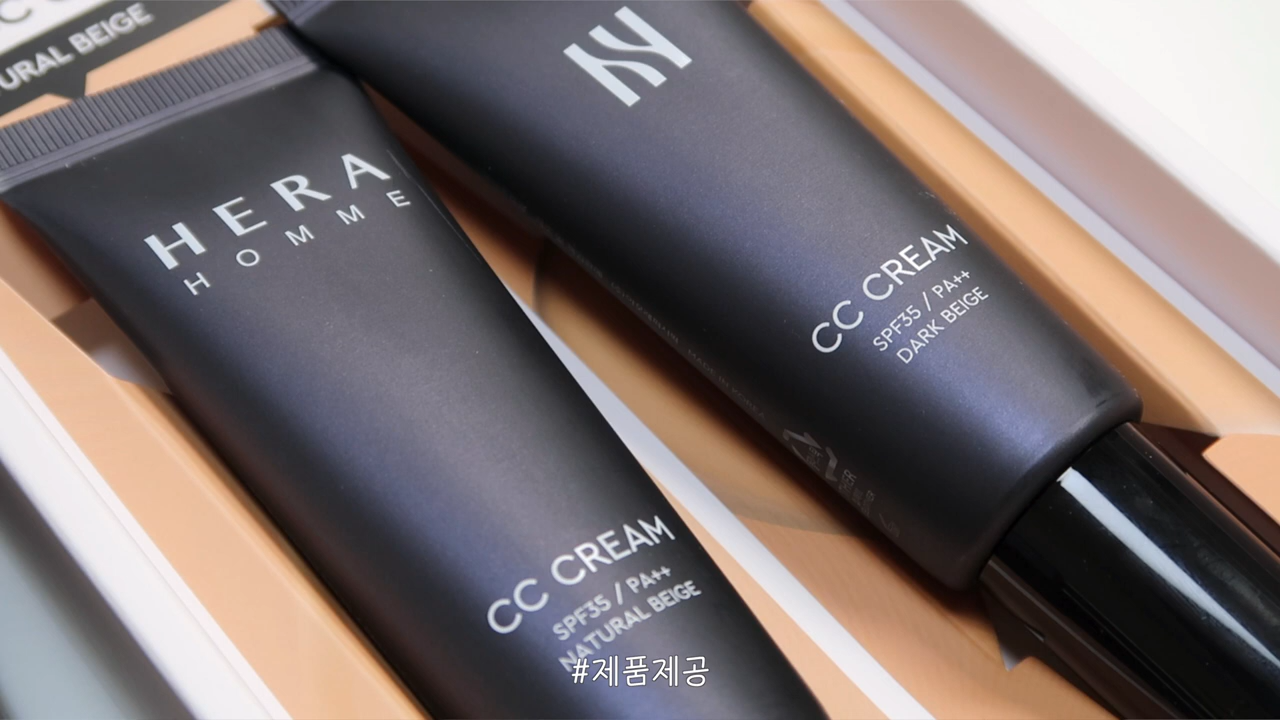 URAL BEIGE
HERA
HOMME
CC CREAM
SPF35 / PA++
NATURAL BEIGE
CC CREAM
SPF35 / PA++
DARK BEIGE
#제품제공